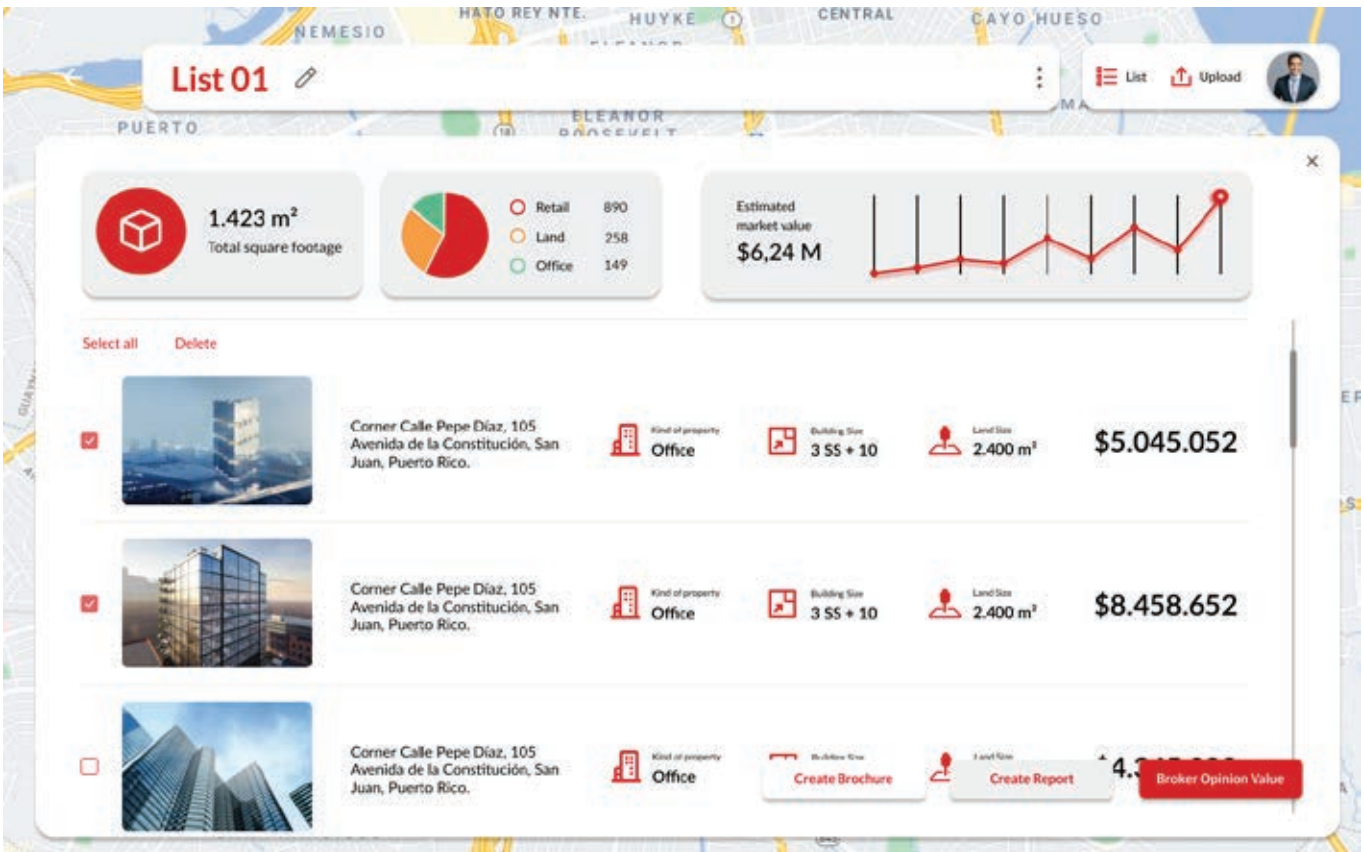 HATO REY NTE.
HUYKE
1
CENTRAL
CAYO HUESO
NEMESIO
List 01
List
Upload
PUERTO
ELEANOR
ROOSEVELT
18
1.423 m²
Total square footage
Retail 890
Land 258
Office 149
Estimated
market value
$6,24 M
Select all
Delete
Corner Calle Pepe Díaz, 105
Avenida de la Constitución, San
Juan, Puerto Rico.
Kind of property
Office
Building Size
3 SS + 10
Land Size
2.400 m²
$5.045.052
Corner Calle Pepe Díaz, 105
Avenida de la Constitución, San
Juan, Puerto Rico.
Kind of property
Office
Building Size
3 SS + 10
Land Size
2.400 m²
$8.458.652
Corner Calle Pepe Díaz, 105
Avenida de la Constitución, San
Juan, Puerto Rico.
Kind of property
Office
Building Size
Land Size
Create Brochure
Create Report
Broker Opinion Value